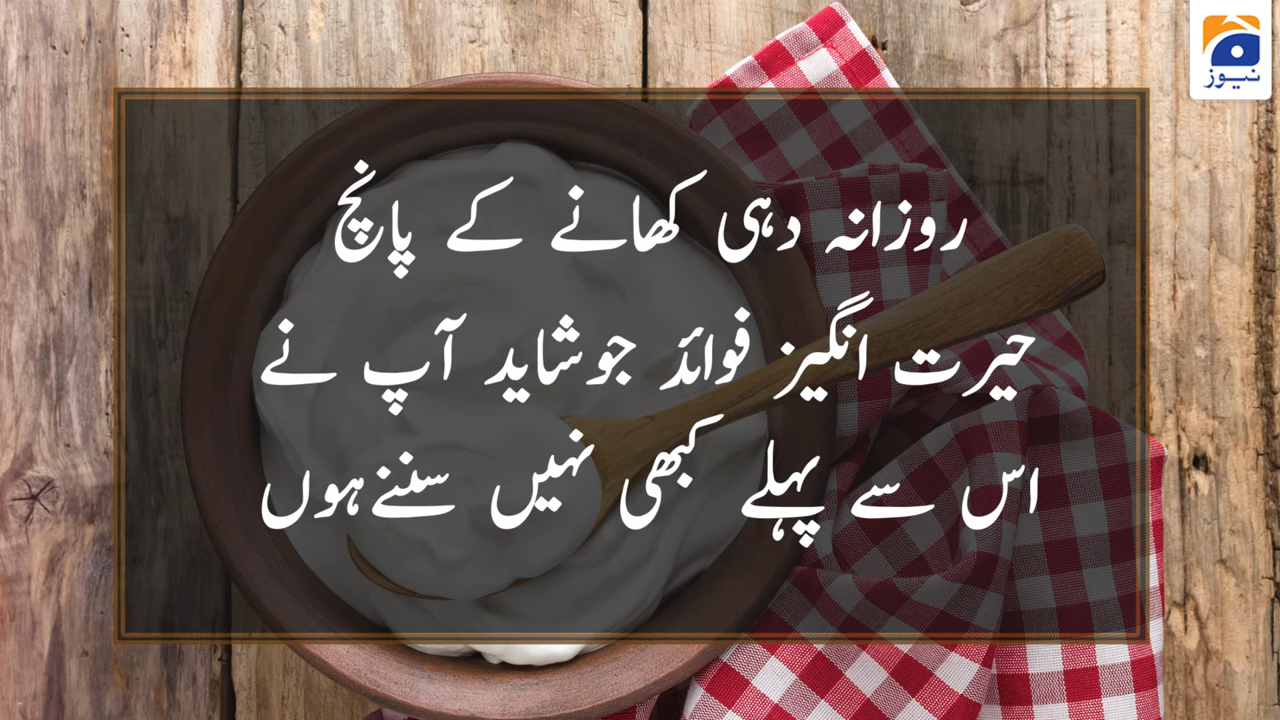 نیوز
روزانہ دہی کھانے کے پانچ
حیرت انگیز فوائد جو شاید آپ نے
اس سے پہلے کبھی نہیں سننے ہوں